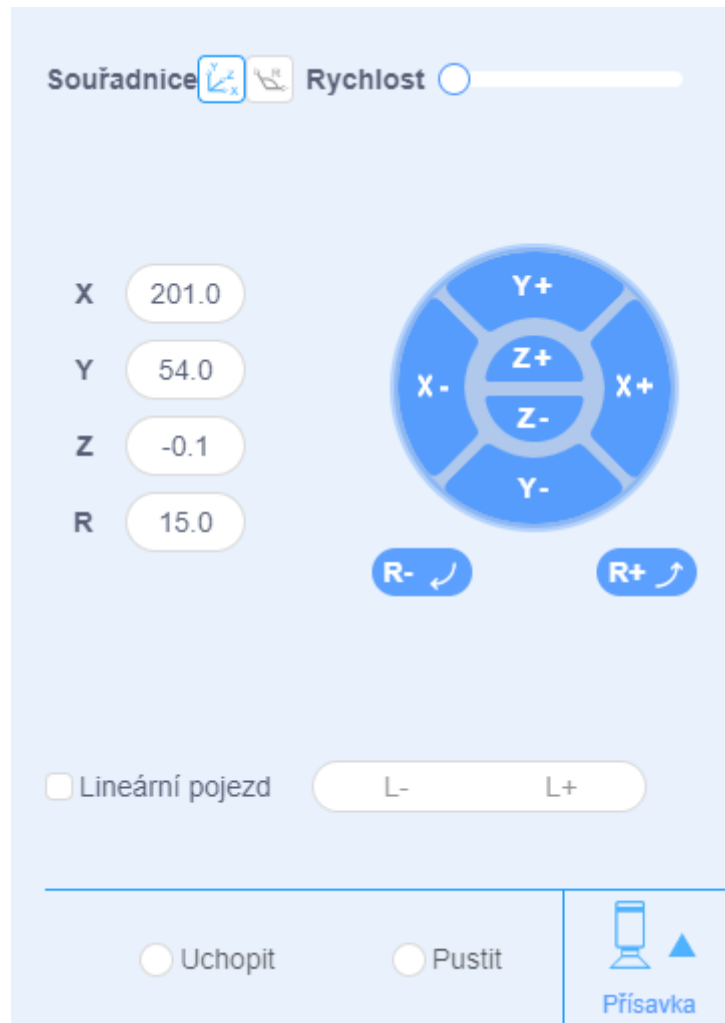 Souřadnice Y Z X R Rychlost
X 201.0
Y 54.0
Z -0.1
R 15.0
Y+
X- Z+ X+
Z-
Y-
R- R+
Lineární pojezd L- L+
Uchopit Pustit
Přísavka